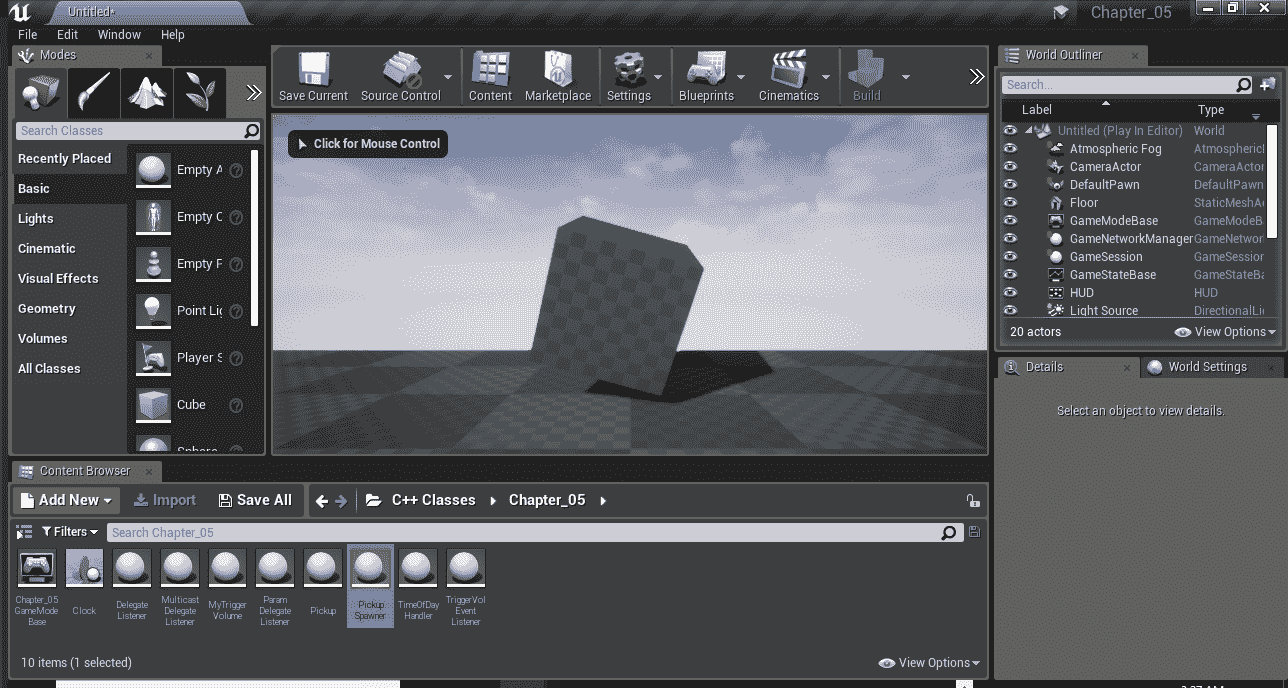 Untitled*
Chapter_05
File Edit Window Help
Modes
Search Classes
Recently Placed
Basic
Lights
Cinematic
Visual Effects
Geometry
Volumes
All Classes
Empty A
Empty C
Empty P
Point Lig
Player S
Cube
Sphere
Save Current
Source Control
Content
Marketplace
Settings
Blueprints
Cinematics
Build
Click for Mouse Control
World Outliner
Search...
Label Type
Untitled (Play In Editor) World
Atmospheric Fog Atmosphericl
CameraActor CameraActor
DefaultPawn DefaultPawn
Floor StaticMeshA
GameModeBase GameModeB
GameNetworkManager GameNetwor
GameSession GameSession
GameStateBase GameStateBa
HUD HUD
Light Source DirectionalLi
20 actors View Options
Details
World Settings
Select an object to view details.
Content Browser
Add New Import Save All C++ Classes Chapter_05
Filters Search Chapter_05
Chapter_05
GameMode
Base
Clock
Delegate
Listener
Multicast
Delegate
Listener
MyTrigger
Volume
Param
Delegate
Listener
Pickup
Pickup
Spawner
TimeOfDay
Handler
TriggerVol
Event
Listener
10 items (1 selected) View Options